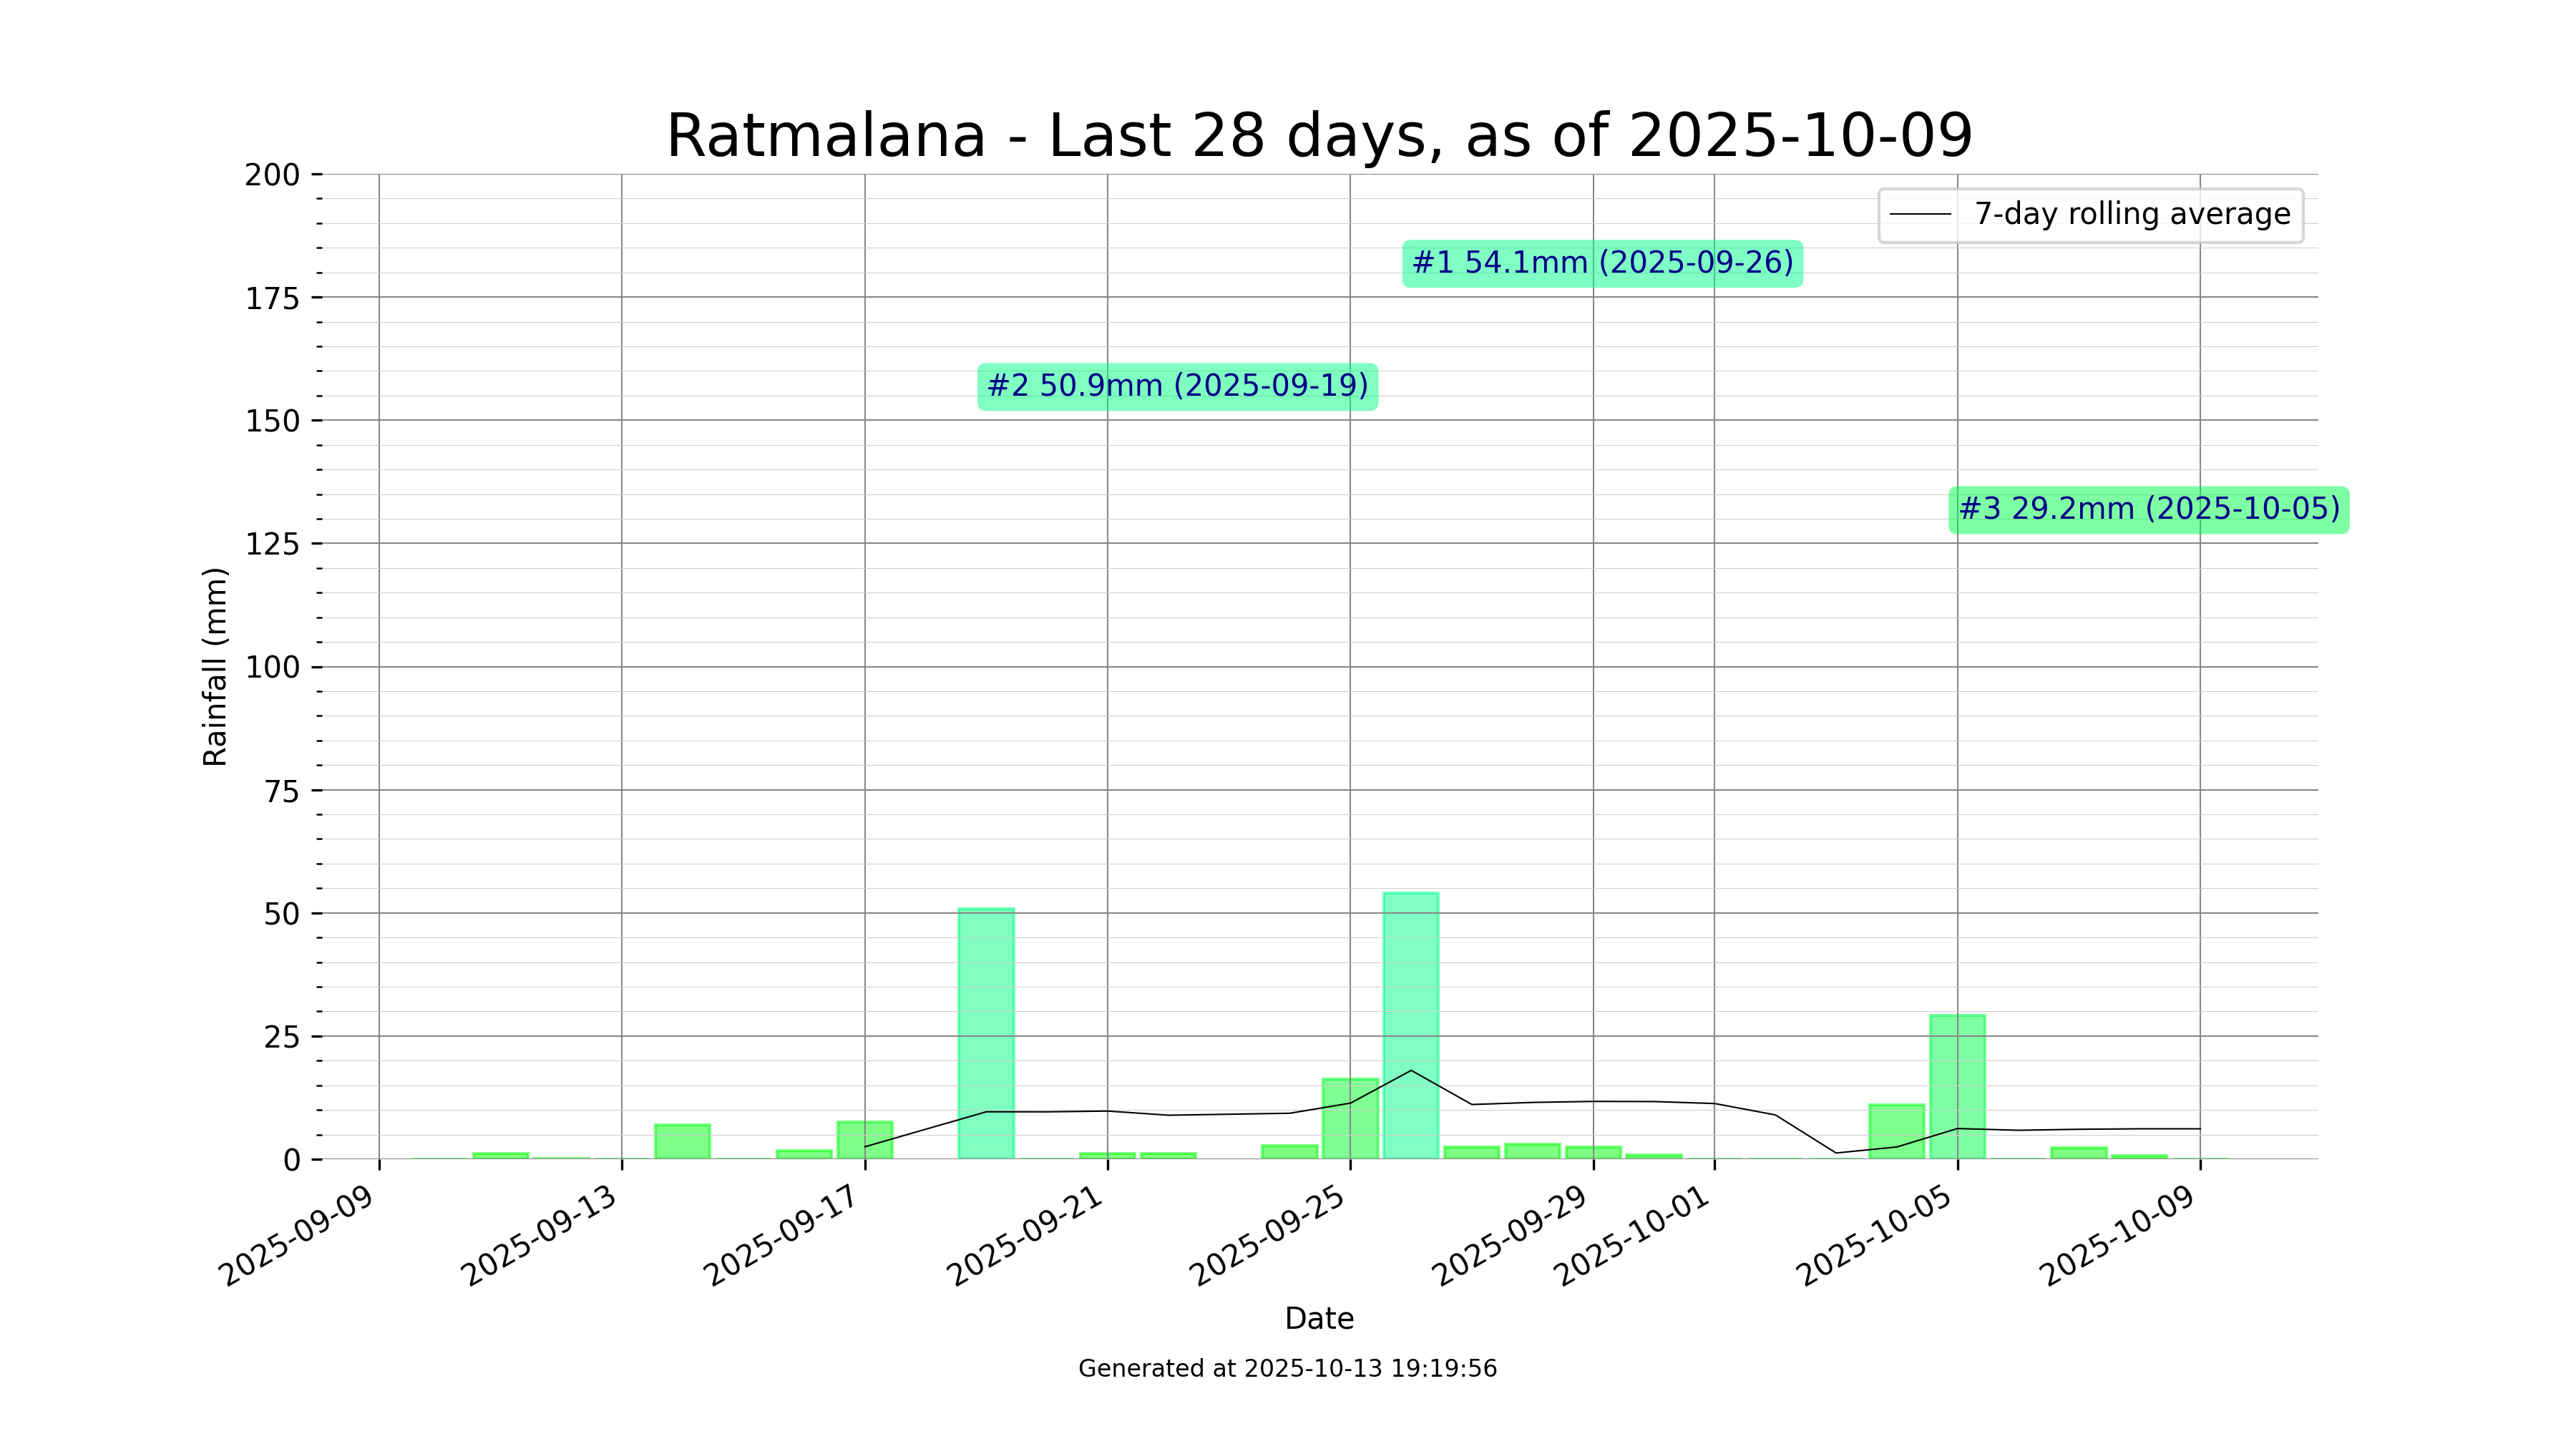 Ratmalana - Last 28 days, as of 2025-10-09
200
175
150
125
100
75
50
25
0
Rainfall (mm)
7-day rolling average
#1 54.1mm (2025-09-26)
#2 50.9mm (2025-09-19)
#3 29.2mm (2025-10-05)
2025-09-09
2025-09-13
2025-09-17
2025-09-21
2025-09-25
2025-09-29
2025-10-01
2025-10-05
2025-10-09
Date
Generated at 2025-10-13 19:19:56